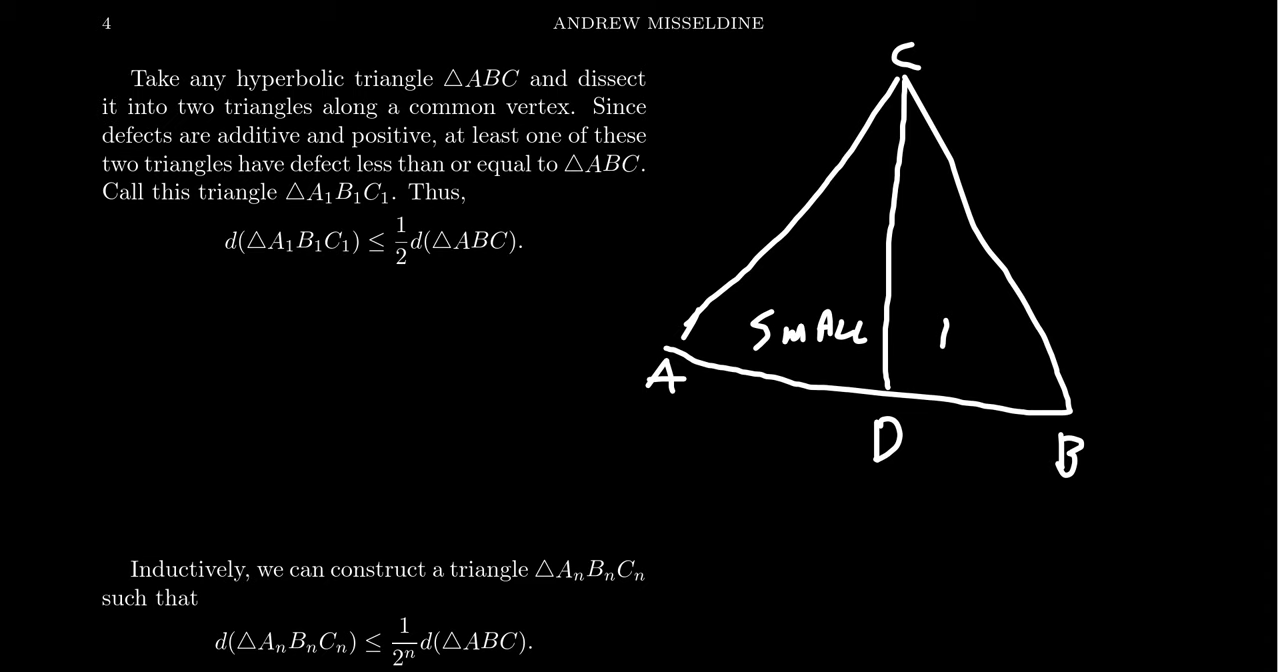 4 ANDREW MISSELDINE
Take any hyperbolic triangle △ABC and dissect
it into two triangles along a common vertex. Since
defects are additive and positive, at least one of these
two triangles have defect less than or equal to △ABC.
Call this triangle △A₁B₁C₁. Thus,
d(△A₁B₁C₁) ≤ 1/2 d(△ABC).
C
SMALL
A
D
B
Inductively, we can construct a triangle △AₙBₙCₙ
such that
d(△AₙBₙCₙ) ≤ 1/2ⁿ d(△ABC).